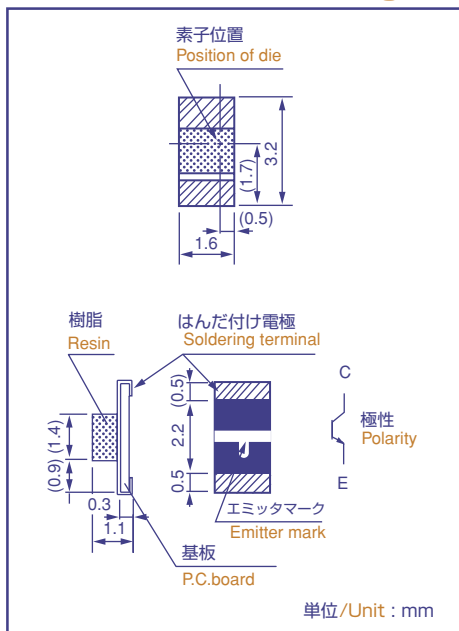 素子位置
Position of die
3.2
(1.7)
(0.5)
1.6
樹脂
Resin
はんだ付け電極
Soldering terminal
(0.5)
2.2
0.5
(1.4)
(0.9)
0.3
1.1
エミッタマーク
Emitter mark
基板
P.C.board
C
極性
Polarity
E
単位/Unit : mm